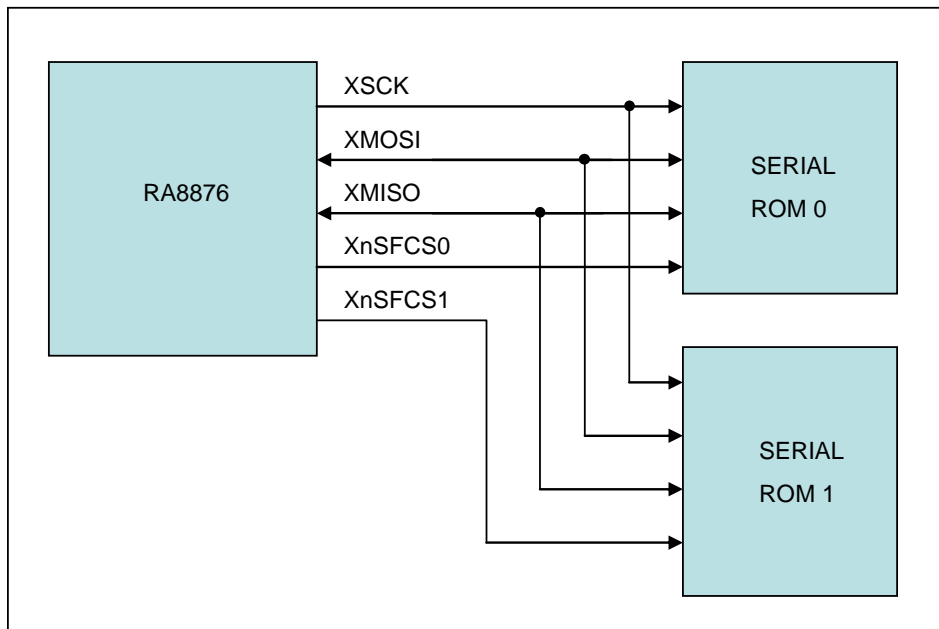 RA8876
XSCK
XMOSI
XMISO
XnSFCS0
XnSFCS1
SERIAL
ROM 0
SERIAL
ROM 1